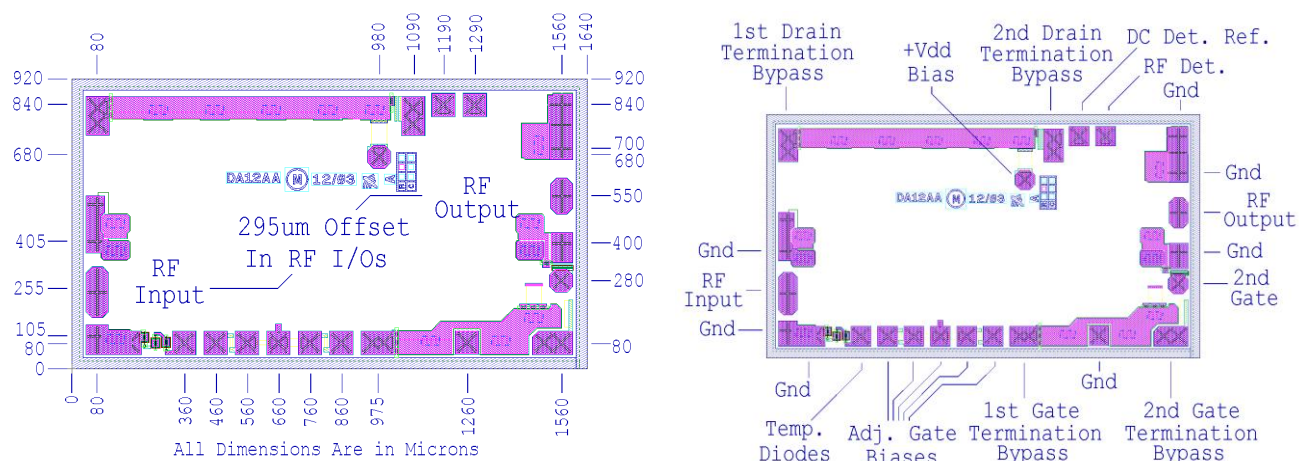 80
980
1090
1190
1290
1560
1640
920
840
680
405
255
105
80
0
920
840
700
680
550
400
280
80
DA12AA M 12/93 A
RF
Output
295um Offset
In RF I/Os
RF
Input
0
80
360
460
560
660
760
860
975
1260
1560
All Dimensions Are in Microns
1st Drain
Termination
Bypass
+Vdd
Bias
2nd Drain
Termination
Bypass
DC Det. Ref.
RF Det.
Gnd
Gnd
RF
Output
Gnd
2nd
Gate
DA12AA M 12/93 A
Gnd
RF
Input
Gnd
Gnd
Temp.
Diodes
Adj. Gate
Biases
1st Gate
Termination
Bypass
Gnd
2nd Gate
Termination
Bypass